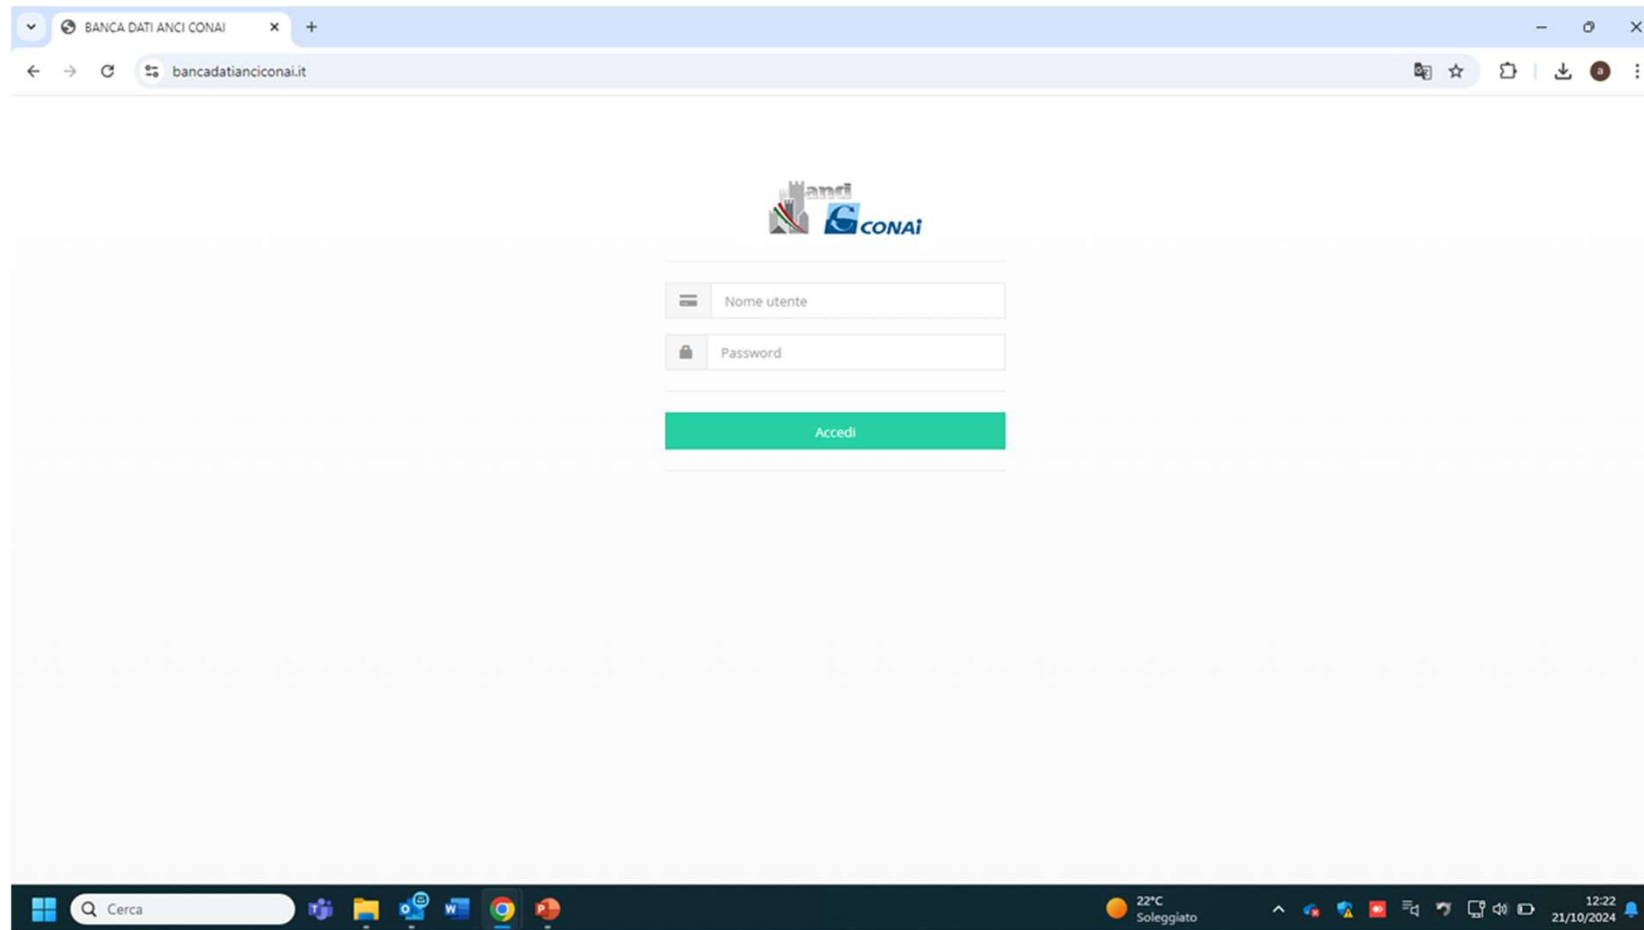 BANCA DATI ANCI CONAI
bancadatianciconai.it
a
anci
CONAi
Nome utente
Password
Accedi
Cerca
22°C
Soleggiato
12:22
21/10/2024